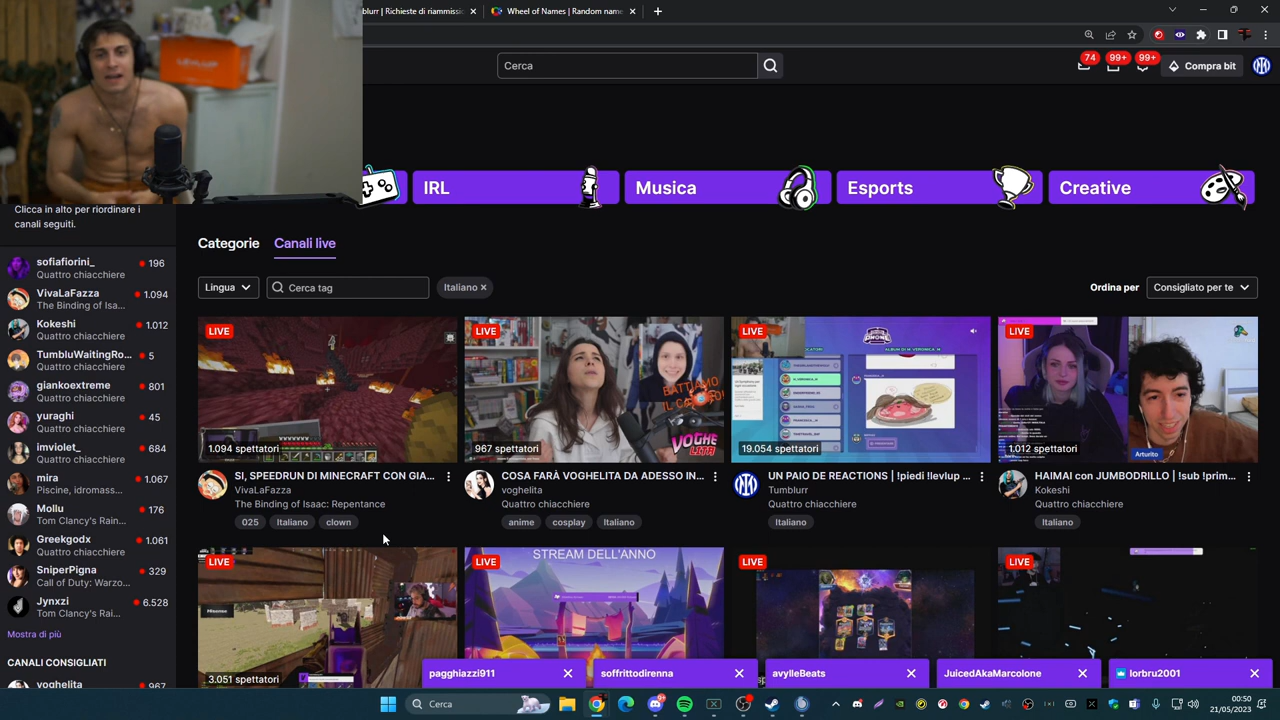 blurr | Richieste di riammissio
Wheel of Names | Random name
LEVLUP
Cerca
74
99+
99+
Compra bit
IRL
Musica
Esports
Creative
Clicca in alto per riordinare i
canali seguiti.
Categorie
Canali live
Lingua
Cerca tag
Italiano ×
Ordina per
Consigliato per te
sofiafiorini_
196
Quattro chiacchiere
VivaLaFazza
1.094
The Binding of Isa...
Kokeshi
1.012
Quattro chiacchiere
TumbluWaitingRo...
5
Quattro chiacchiere
giankoextreme
801
Quattro chiacchiere
yuraghi
45
Quattro chiacchiere
imviolet_
684
Quattro chiacchiere
mira
1.067
Piscine, idromass...
Mollu
176
Tom Clancy's Rain...
Greekgodx
1.061
Quattro chiacchiere
SniperPigna
329
Call of Duty: Warzo...
Jynxzi
6.528
Tom Clancy's Rai...
Mostra di più
CANALI CONSIGLIATI
voghelita
967
LIVE
1.094 spettatori
SI, SPEEDRUN DI MINECRAFT CON GIA...
VivaLaFazza
The Binding of Isaac: Repentance
025
Italiano
clown
LIVE
BATTIAMO
VOGHE
LITA
967 spettatori
COSA FARÀ VOGHELITA DA ADESSO IN...
voghelita
Quattro chiacchiere
anime
cosplay
Italiano
LIVE
19.054 spettatori
UN PAIO DE REACTIONS | !piedi !levlup ...
Tumblurr
Quattro chiacchiere
Italiano
LIVE
Arturito
1.012 spettatori
HAIMAI con JUMBODRILLO | !sub !prim...
Kokeshi
Quattro chiacchiere
Italiano
LIVE
3.051 spettatori
LIVE
STREAM DELL'ANNO
LIVE
LIVE
pagghiazzi911
soffrittodirenna
avylleBeats
JuicedAkaMarcolone
lorbru2001
Cerca
00:50
21/05/2023